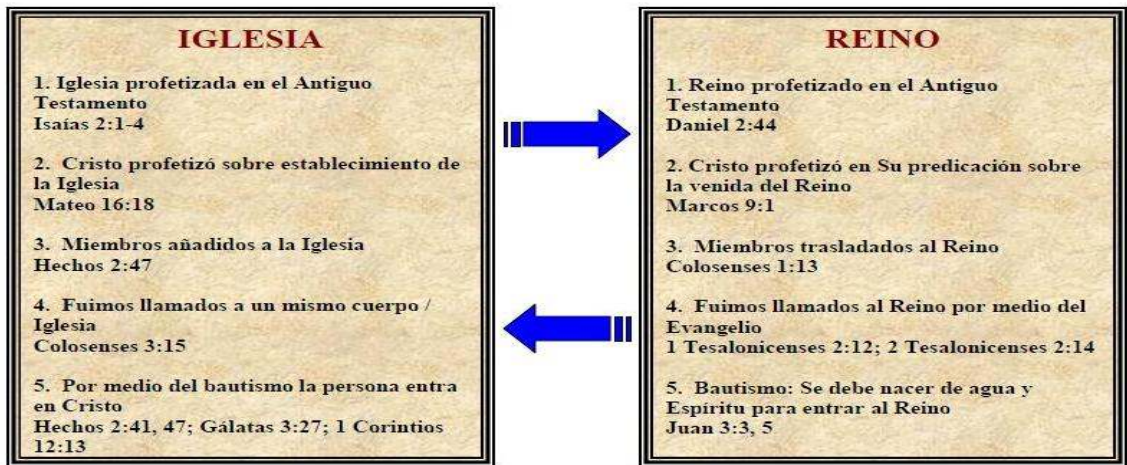 IGLESIA
1. Iglesia profetizada en el Antiguo
Testamento
Isaías 2:1-4
2. Cristo profetizó sobre establecimiento de
la Iglesia
Mateo 16:18
3. Miembros añadidos a la Iglesia
Hechos 2:47
4. Fuimos llamados a un mismo cuerpo /
Iglesia
Colosenses 3:15
5. Por medio del bautismo la persona entra
en Cristo
Hechos 2:41, 47; Gálatas 3:27; 1 Corintios
12:13
REINO
1. Reino profetizado en el Antiguo
Testamento
Daniel 2:44
2. Cristo profetizó en Su predicación sobre
la venida del Reino
Marcos 9:1
3. Miembros trasladados al Reino
Colosenses 1:13
4. Fuimos llamados al Reino por medio del
Evangelio
1 Tesalonicenses 2:12; 2 Tesalonicenses 2:14
5. Bautismo: Se debe nacer de agua y
Espíritu para entrar al Reino
Juan 3:3, 5